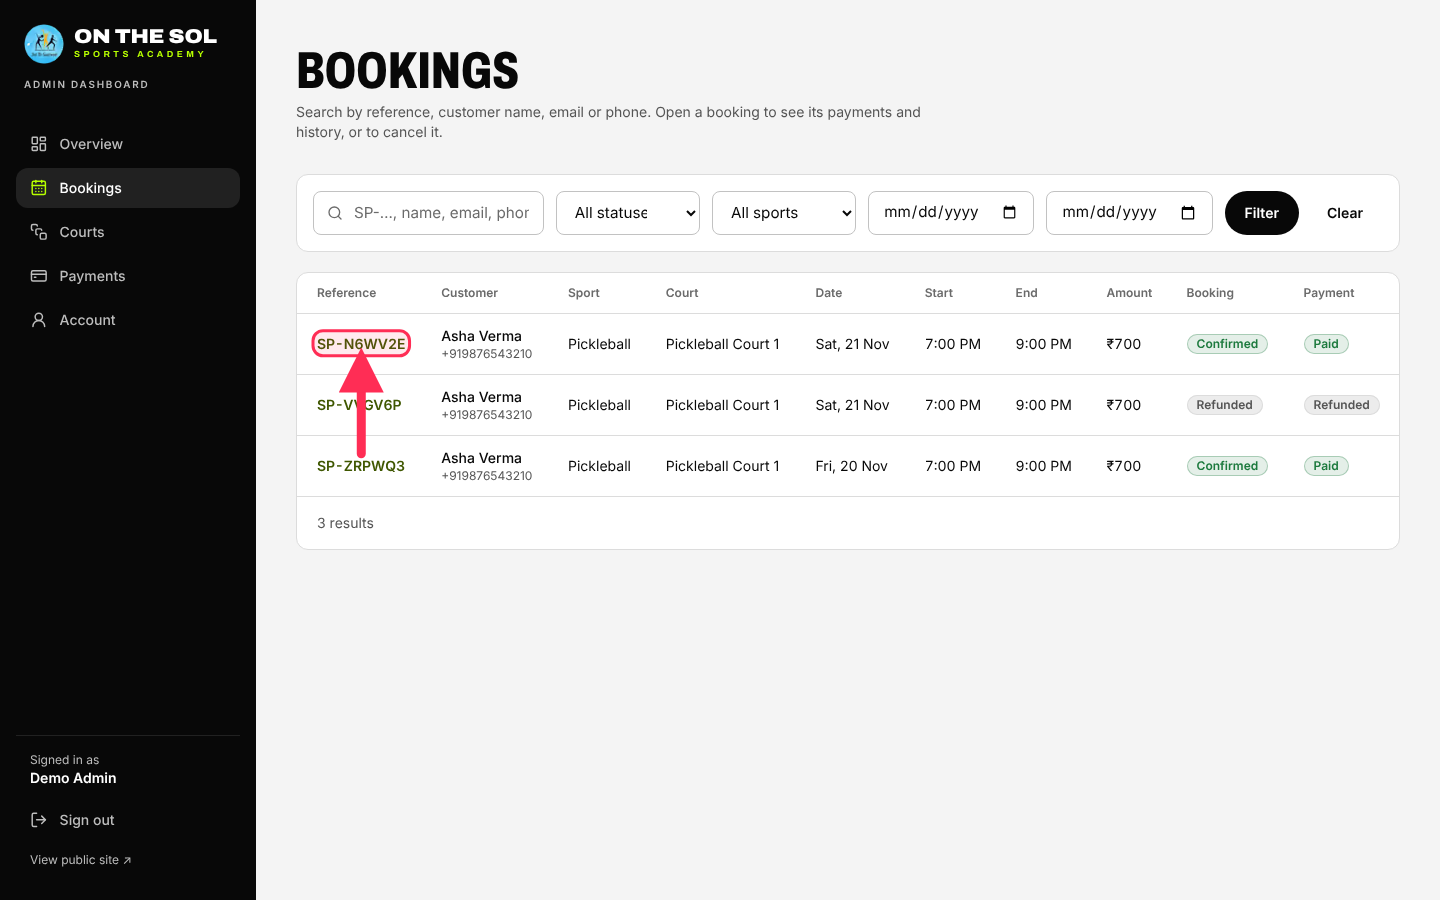 ON THE SOL
SPORTS ACADEMY
ADMIN DASHBOARD
Overview
Bookings
Courts
Payments
Account
Signed in as
Demo Admin
Sign out
View public site ↗
BOOKINGS
Search by reference, customer name, email or phone. Open a booking to see its payments and
history, or to cancel it.
SP-..., name, email, phor All statuse All sports mm/dd/yyyy mm/dd/yyyy Filter Clear
Reference Customer Sport Court Date Start End Amount Booking Payment
SP-N6WV2E Asha Verma +919876543210 Pickleball Pickleball Court 1 Sat, 21 Nov 7:00 PM 9:00 PM ₹700 Confirmed Paid
Asha Verma +919876543210 Pickleball Pickleball Court 1 Sat, 21 Nov 7:00 PM 9:00 PM ₹700 Refunded Refunded
SP-ZRPWQ3 Asha Verma +919876543210 Pickleball Pickleball Court 1 Fri, 20 Nov 7:00 PM 9:00 PM ₹700 Confirmed Paid
3 results